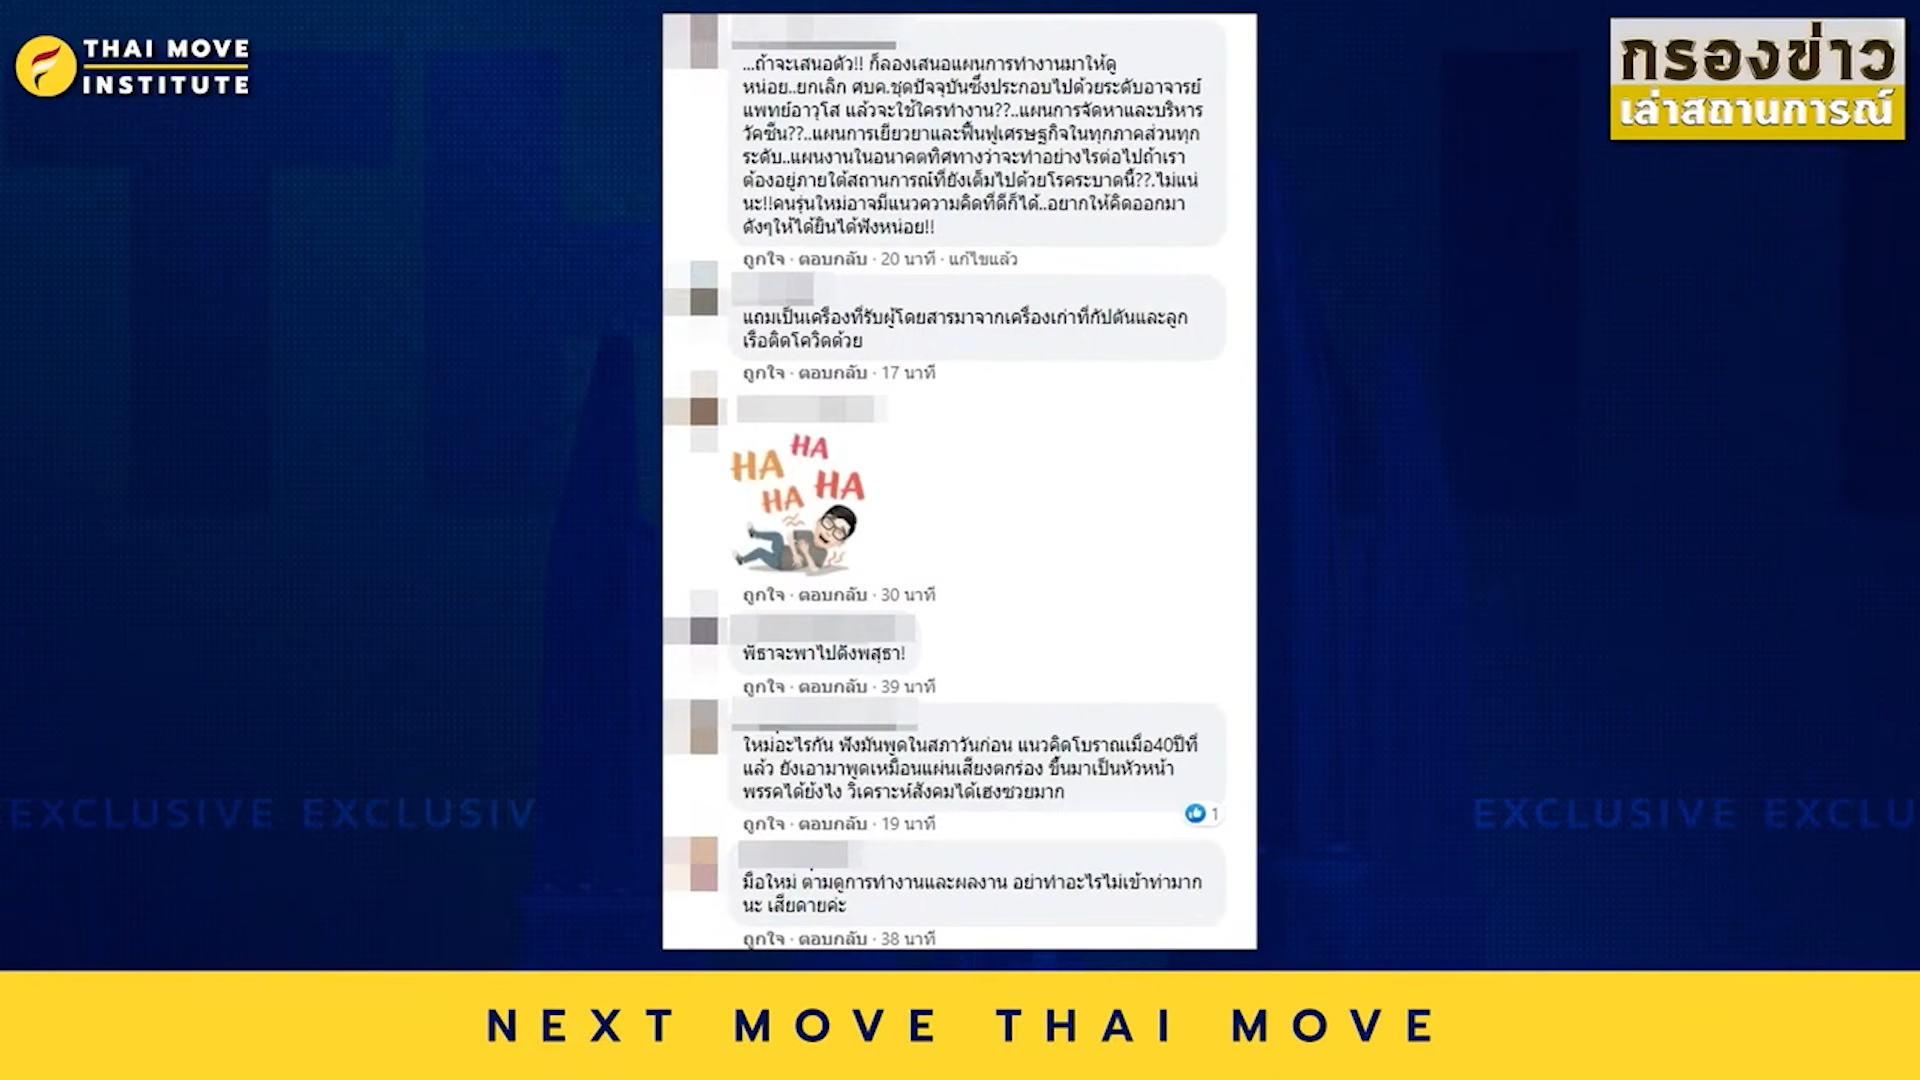 THAI MOVE
INSTITUTE
กรองข่าว
เล่าสถานการณ์
...ถ้าจะเสนอตัว!! ก็ลองเสนอแผนการทำงานมาให้ดู
หน่อย..ยกเลิก ศบค.ชุดปัจจุบันซึ่งประกอบไปด้วยระดับอาจารย์
แพทย์อาวุโส แล้วจะใช้ใครทำงาน??..แผนการจัดหาและบริหาร
วัคซีน??..แผนการเยียวยาและฟื้นฟูเศรษฐกิจในทุกภาคส่วนทุก
ระดับ..แผนงานในอนาคตทิศทางว่าจะทำอย่างไรต่อไปถ้าเรา
ต้องอยู่ภายใต้สถานการณ์ที่ยังเต็มไปด้วยโรคระบาดนี้??.ไม่แน่
นะ!!คนรุ่นใหม่อาจมีแนวความคิดที่ดีก็ได้..อยากให้คิดออกมา
ดังๆให้ได้ยินได้ฟังหน่อย!!
ถูกใจ · ตอบกลับ · 20 นาที · แก้ไขแล้ว
แถมเป็นเครื่องที่รับผู้โดยสารมาจากเครื่องเก่าที่กัปตันและลูก
เรือติดโควิดด้วย
ถูกใจ · ตอบกลับ · 17 นาที
HA
HA
HA
HA
ถูกใจ · ตอบกลับ · 30 นาที
พิธาจะพาไปดึงพสุธา!
ถูกใจ · ตอบกลับ · 39 นาที
ใหม่อะไรกัน ฟังมันพูดในสภาวันก่อน แนวคิดโบราณเมื่อ40ปีที่
แล้ว ยังเอามาพูดเหมือนแผ่นเสียงตกร่อง ขึ้นมาเป็นหัวหน้า
พรรคได้ยังไง วิเคราะห์สังคมได้เฮงซวยมาก
1
ถูกใจ · ตอบกลับ · 19 นาที
มือใหม่ ตามดูการทำงานและผลงาน อย่าทำอะไรไม่เข้าท่ามาก
นะ เสียดายค่ะ
ถูกใจ · ตอบกลับ · 38 นาที
EXCLUSIVE EXCLUSIV
EXCLUSIVE EXCLU
NEXT MOVE THAI MOVE